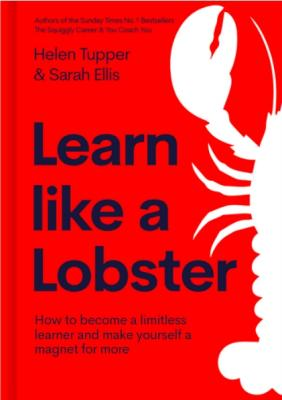 Authors of the Sunday Times No. 1 Bestsellers
The Squiggly Career & You Coach You
Helen Tupper
& Sarah Ellis
Learn
like a
Lobster
How to become a limitless
learner and make yourself a
magnet for more